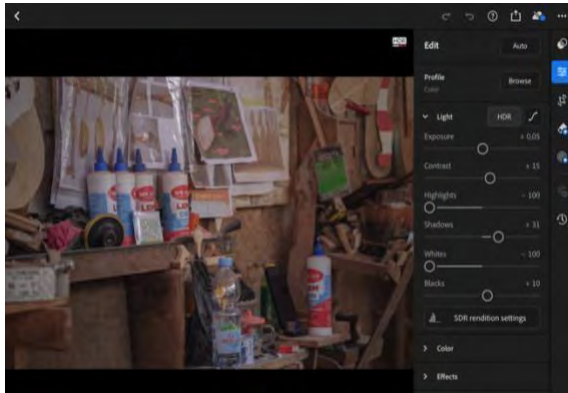 HDR
Edit
Auto
Profile
Color
Browse
Light
HDR
Exposure
+ 0,05
Contrast
+ 15
Highlights
- 100
Shadows
+ 31
Whites
- 100
Blacks
+ 10
SDR rendition settings
Color
Effects